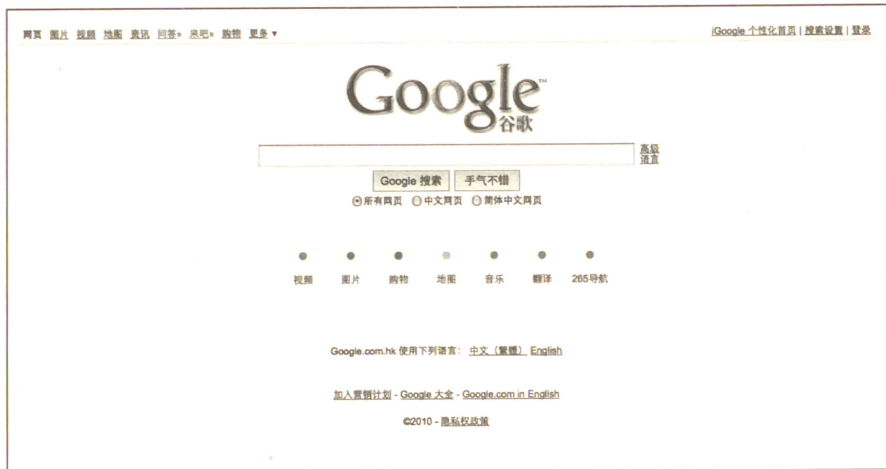 网页 图片 视频 地图 资讯 问答» 来吧» 购物 更多 ▼
iGoogle 个性化首页 | 搜索设置 | 登录
Google™
谷歌
高级
语言
Google 搜索 手气不错
所有网页 中文网页 简体中文网页
视频 图片 购物 地图 音乐 翻译 265导航
Google.com.hk 使用下列语言： 中文（繁體） English
加入营销计划 - Google 大全 - Google.com in English
©2010 - 隐私权政策